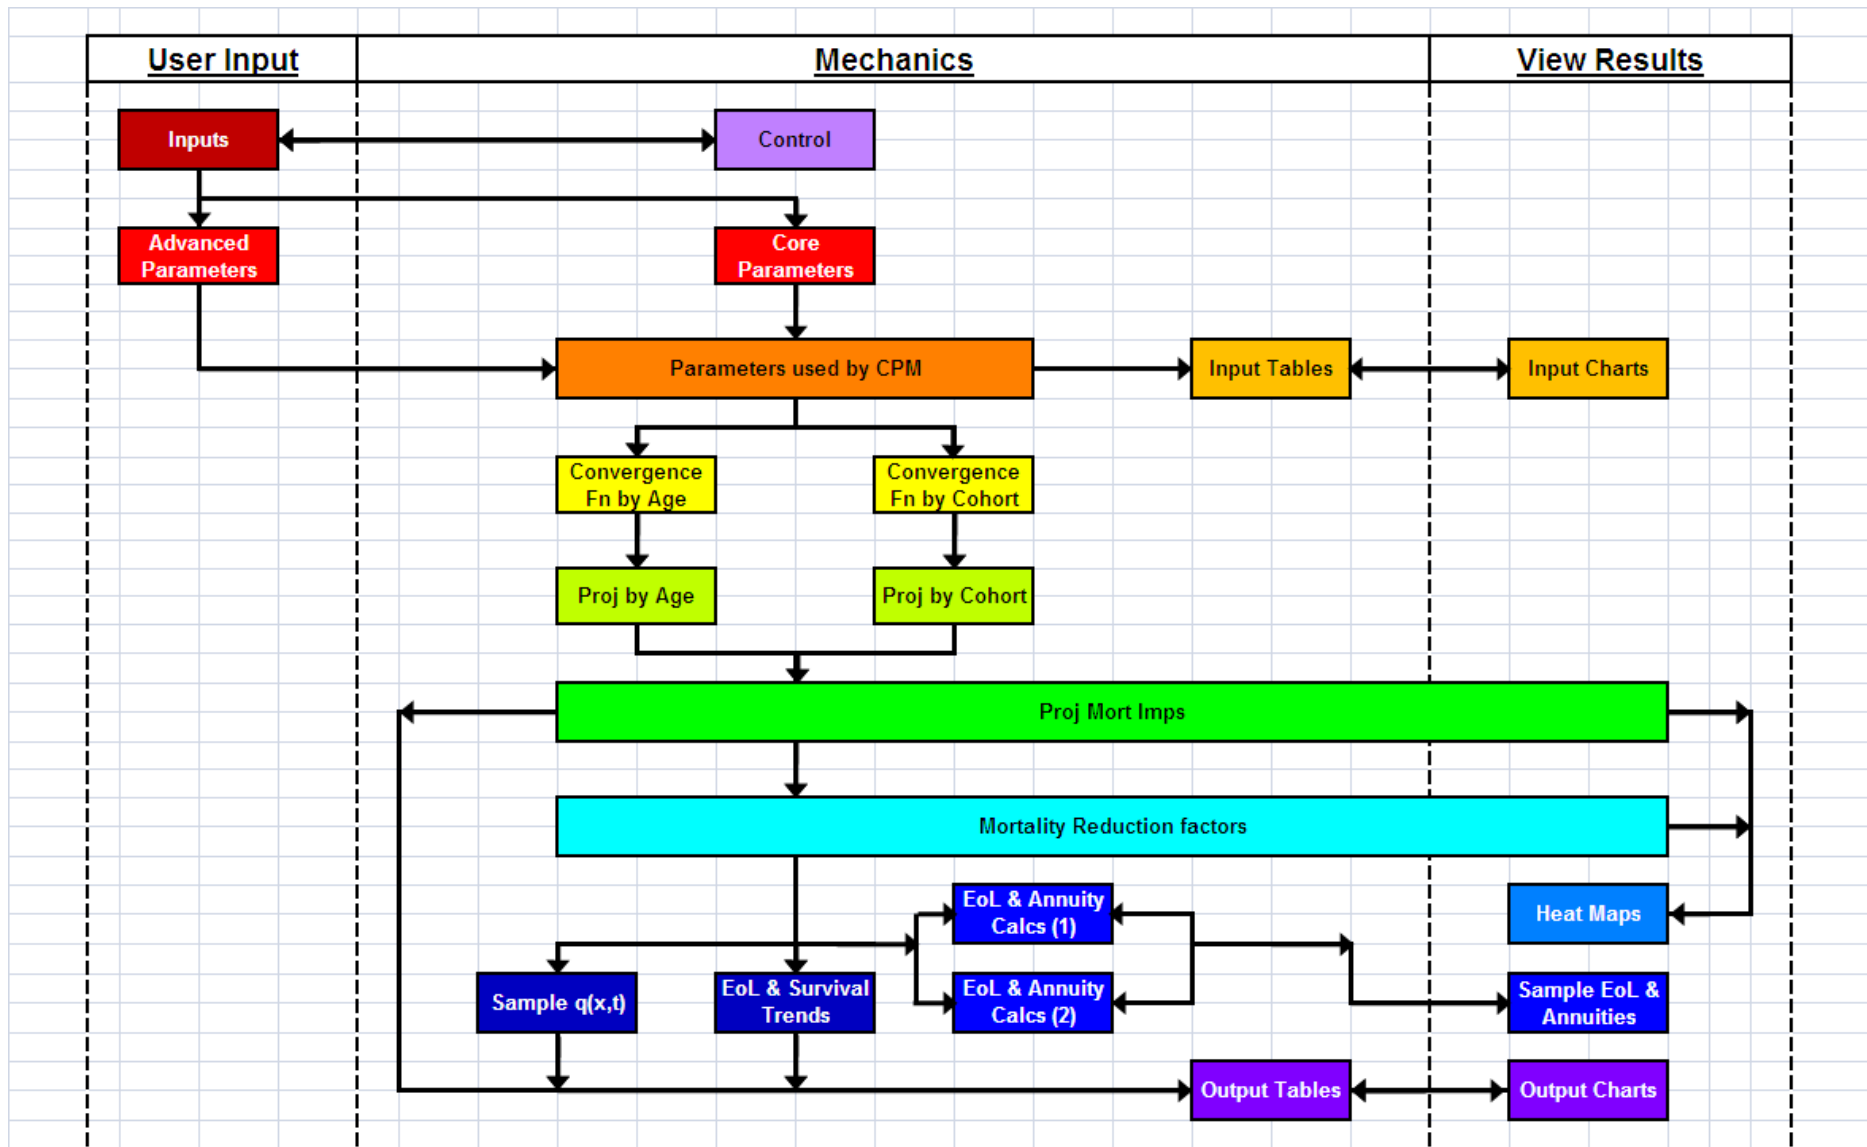 User Input
Mechanics
View Results
Inputs
Control
Advanced
Parameters
Core
Parameters
Parameters used by CPM
Input Tables
Input Charts
Convergence
Fn by Age
Convergence
Fn by Cohort
Proj by Age
Proj by Cohort
Proj Mort Imps
Mortality Reduction factors
EoL & Annuity
Calcs (1)
Heat Maps
Sample q(x,t)
EoL & Survival
Trends
EoL & Annuity
Calcs (2)
Sample EoL &
Annuities
Output Tables
Output Charts